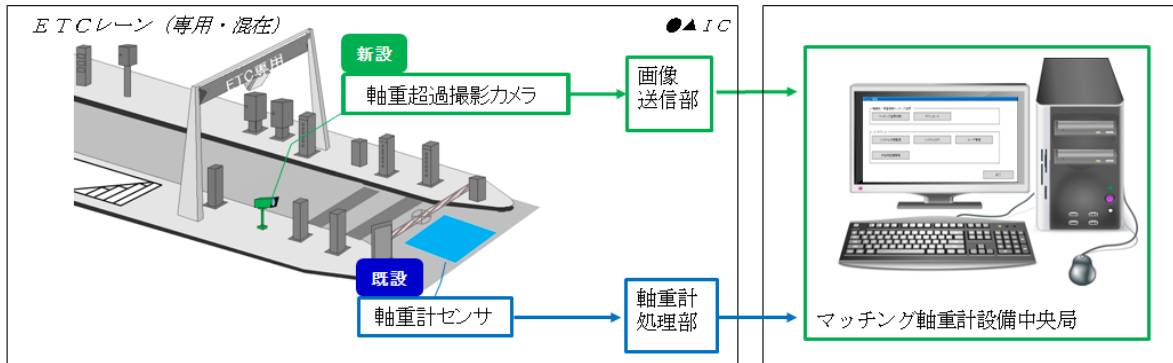 ETCレーン（専用・混在）
●▲IC
新設
ETC専用
軸重超過撮影カメラ
画像
送信部
既設
軸重計センサ
軸重計
処理部
マッチング軸重計設備中央局